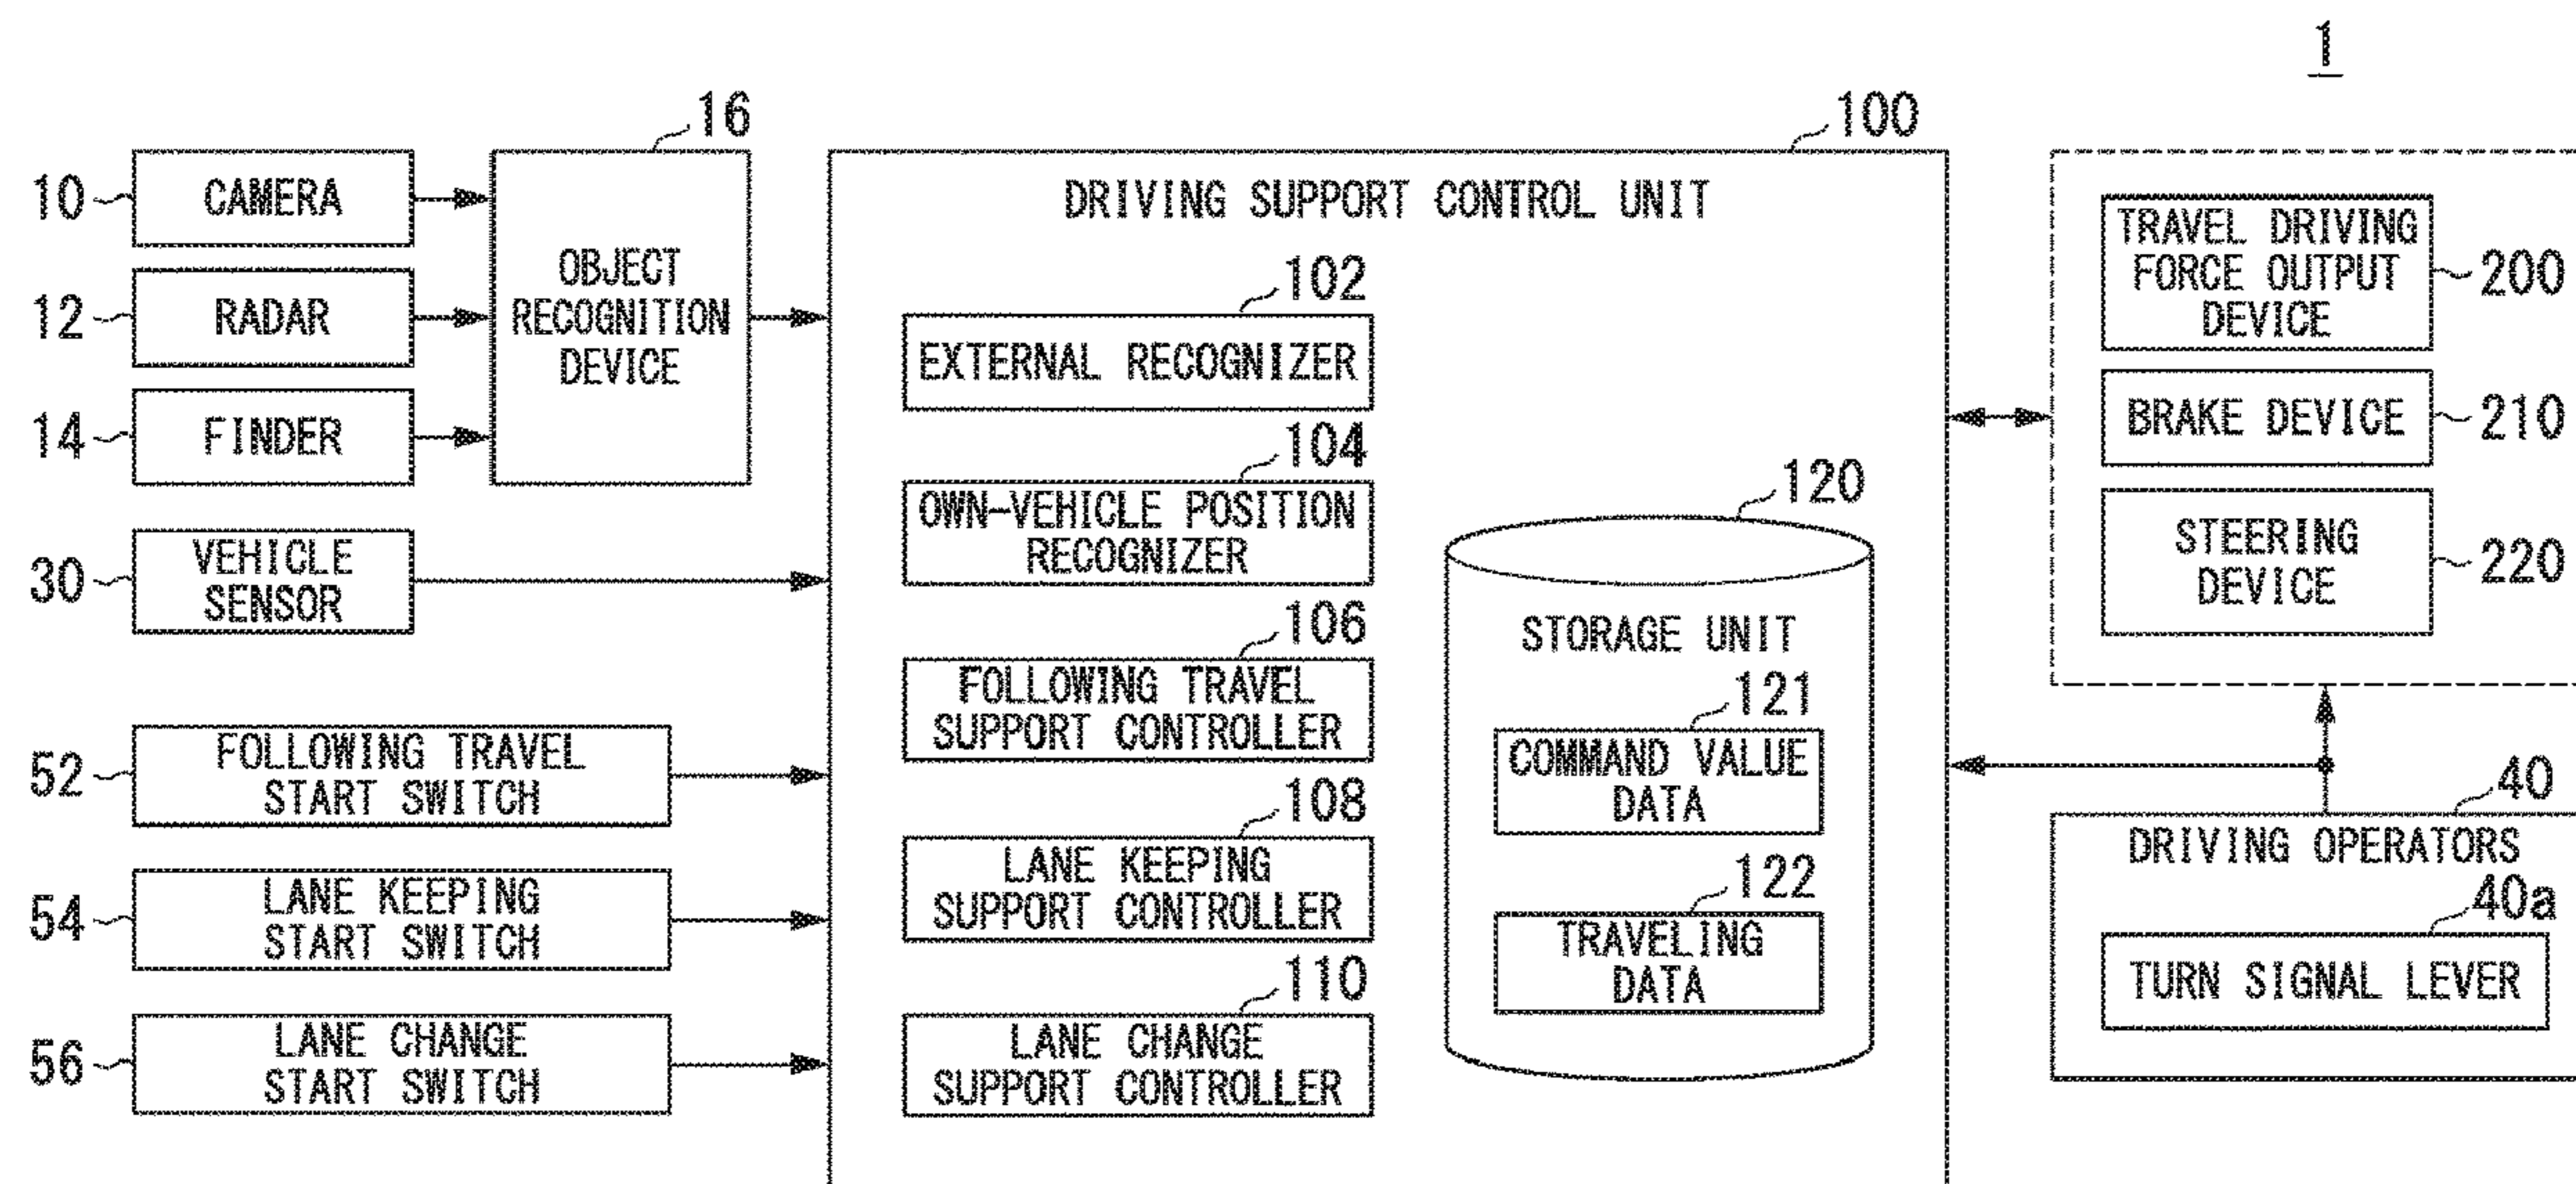 1
16
100
10
CAMERA
12
RADAR
14
FINDER
OBJECT
RECOGNITION
DEVICE
30
VEHICLE
SENSOR
52
FOLLOWING TRAVEL
START SWITCH
54
LANE KEEPING
START SWITCH
56
LANE CHANGE
START SWITCH
DRIVING SUPPORT CONTROL UNIT
102
EXTERNAL RECOGNIZER
104
OWN-VEHICLE POSITION
RECOGNIZER
106
FOLLOWING TRAVEL
SUPPORT CONTROLLER
108
LANE KEEPING
SUPPORT CONTROLLER
110
LANE CHANGE
SUPPORT CONTROLLER
120
STORAGE UNIT
121
COMMAND VALUE
DATA
122
TRAVELING
DATA
TRAVEL DRIVING
FORCE OUTPUT
DEVICE
200
BRAKE DEVICE
210
STEERING
DEVICE
220
40
DRIVING OPERATORS
40a
TURN SIGNAL LEVER